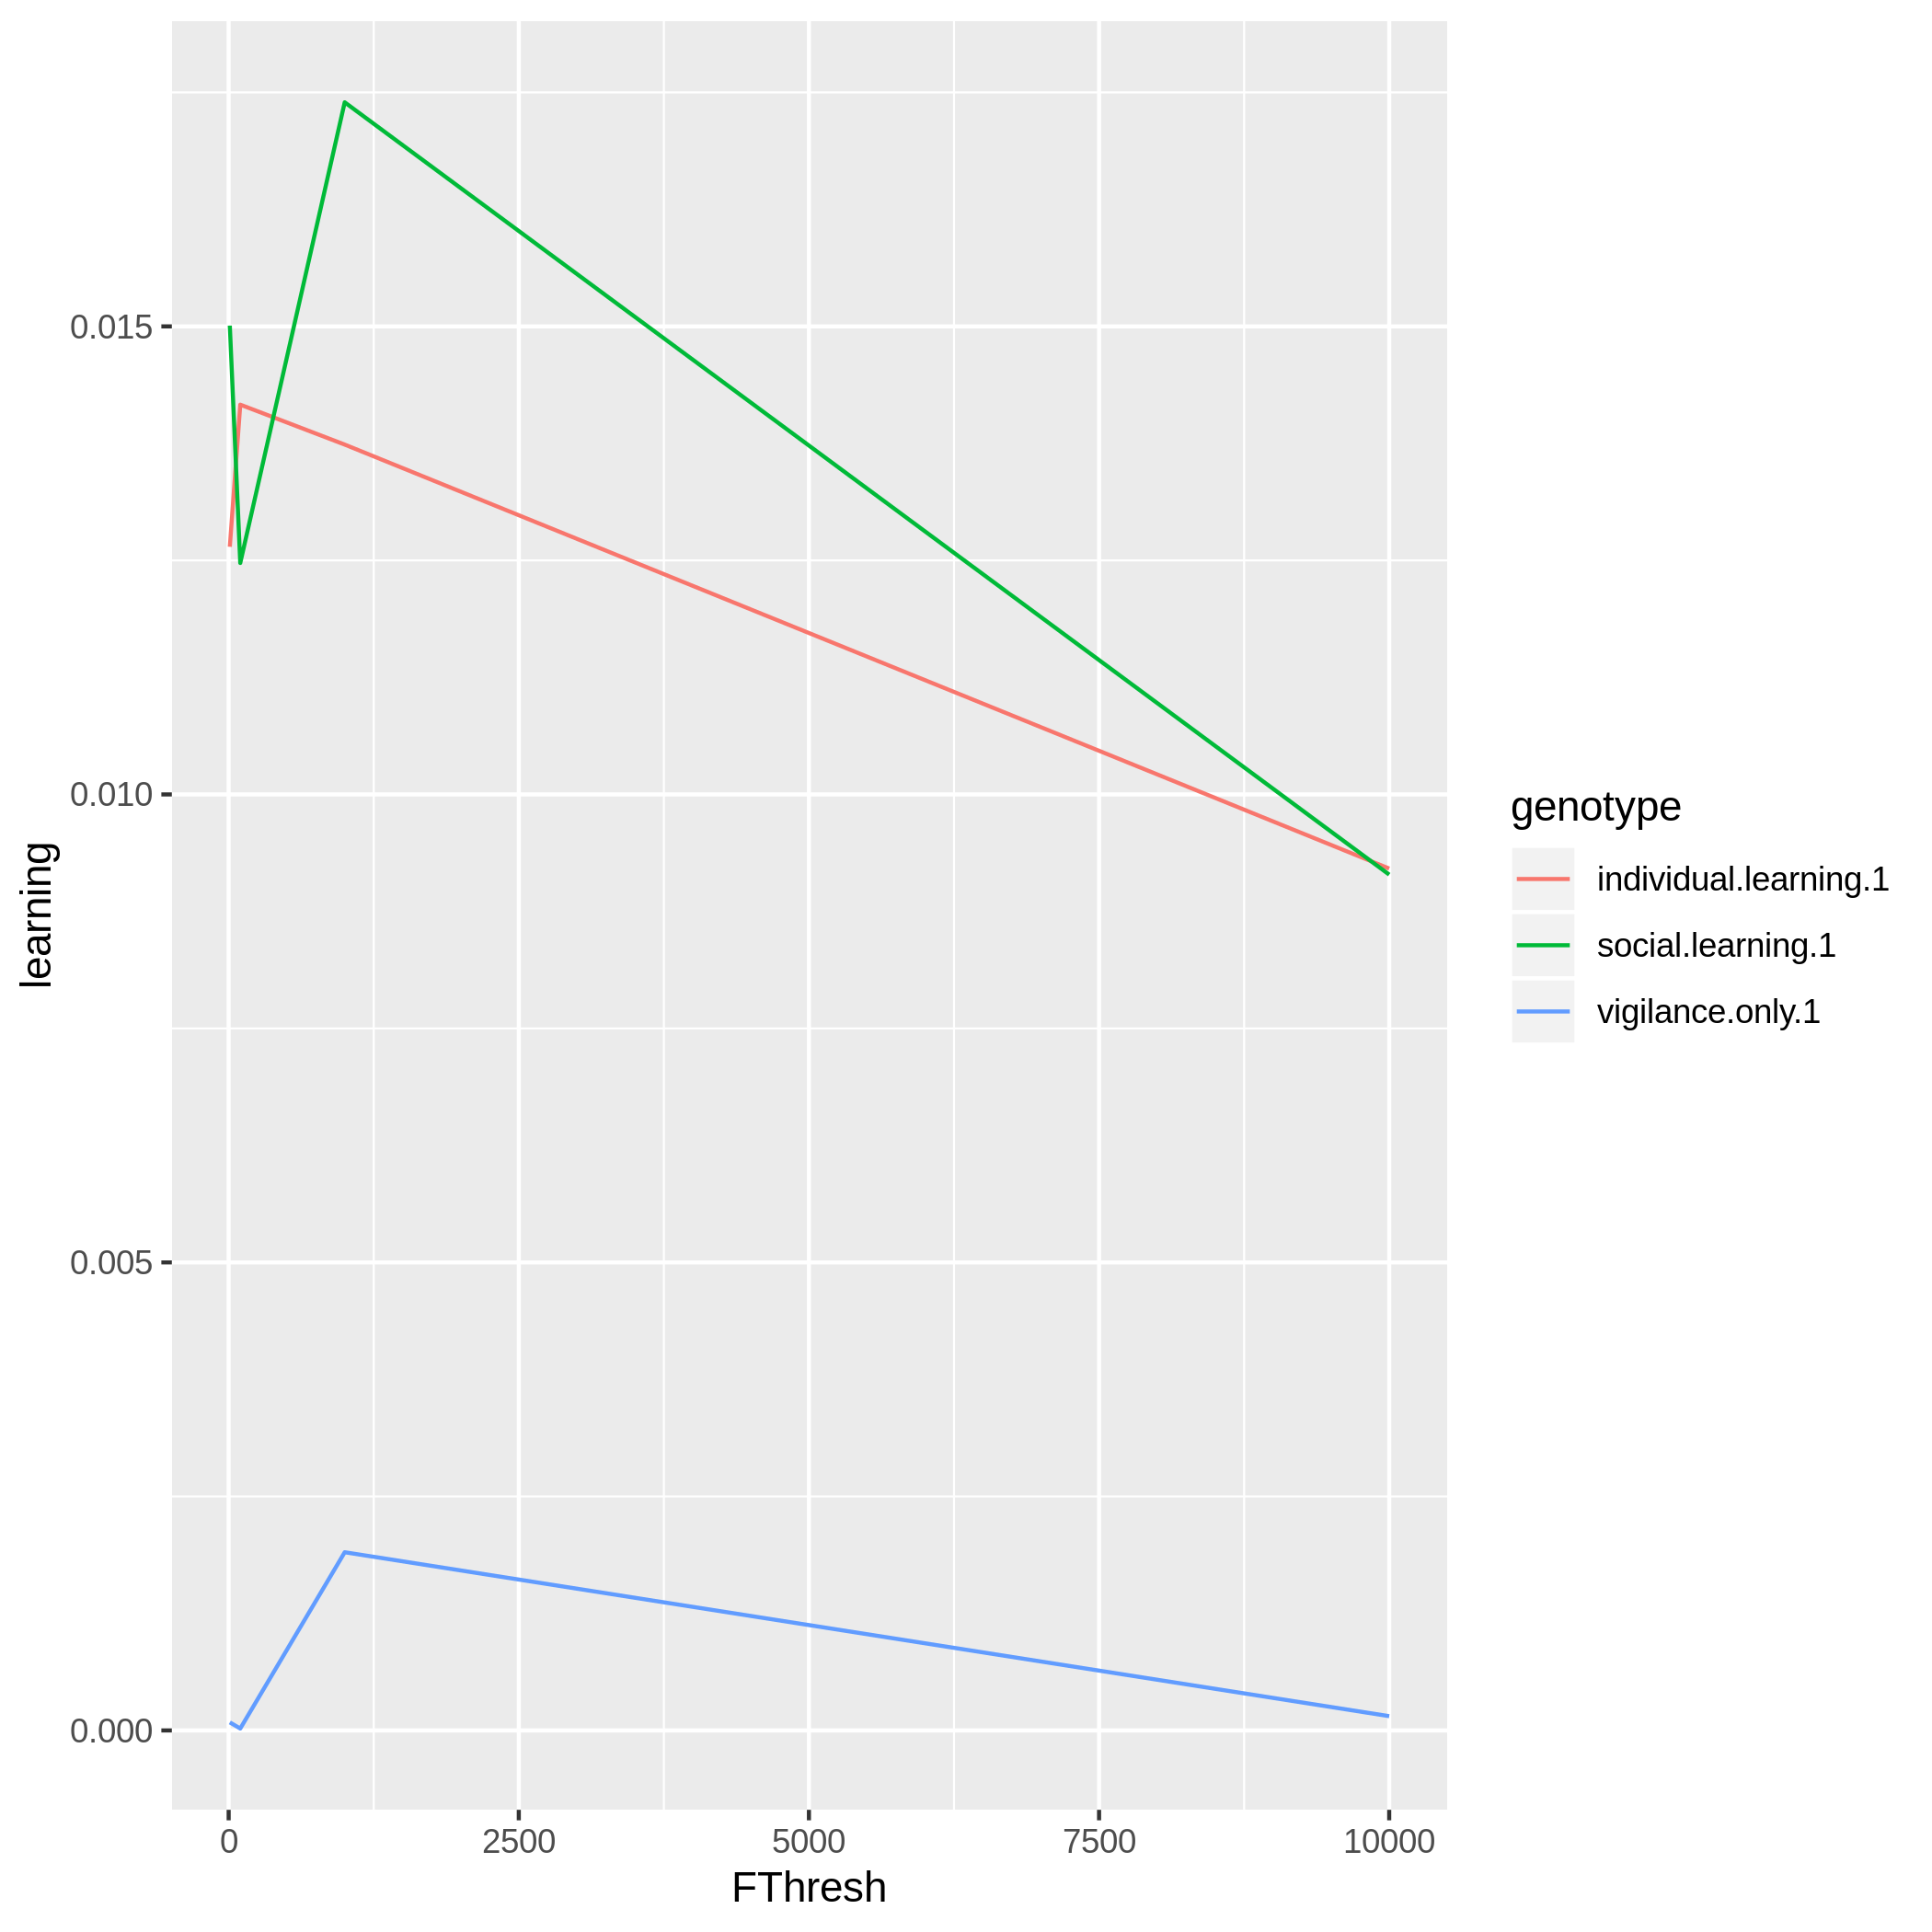 learning
0.015
0.010
0.005
0.000
0 2500 5000 7500 10000
FThresh
genotype
individual.learning.1
social.learning.1
vigilance.only.1